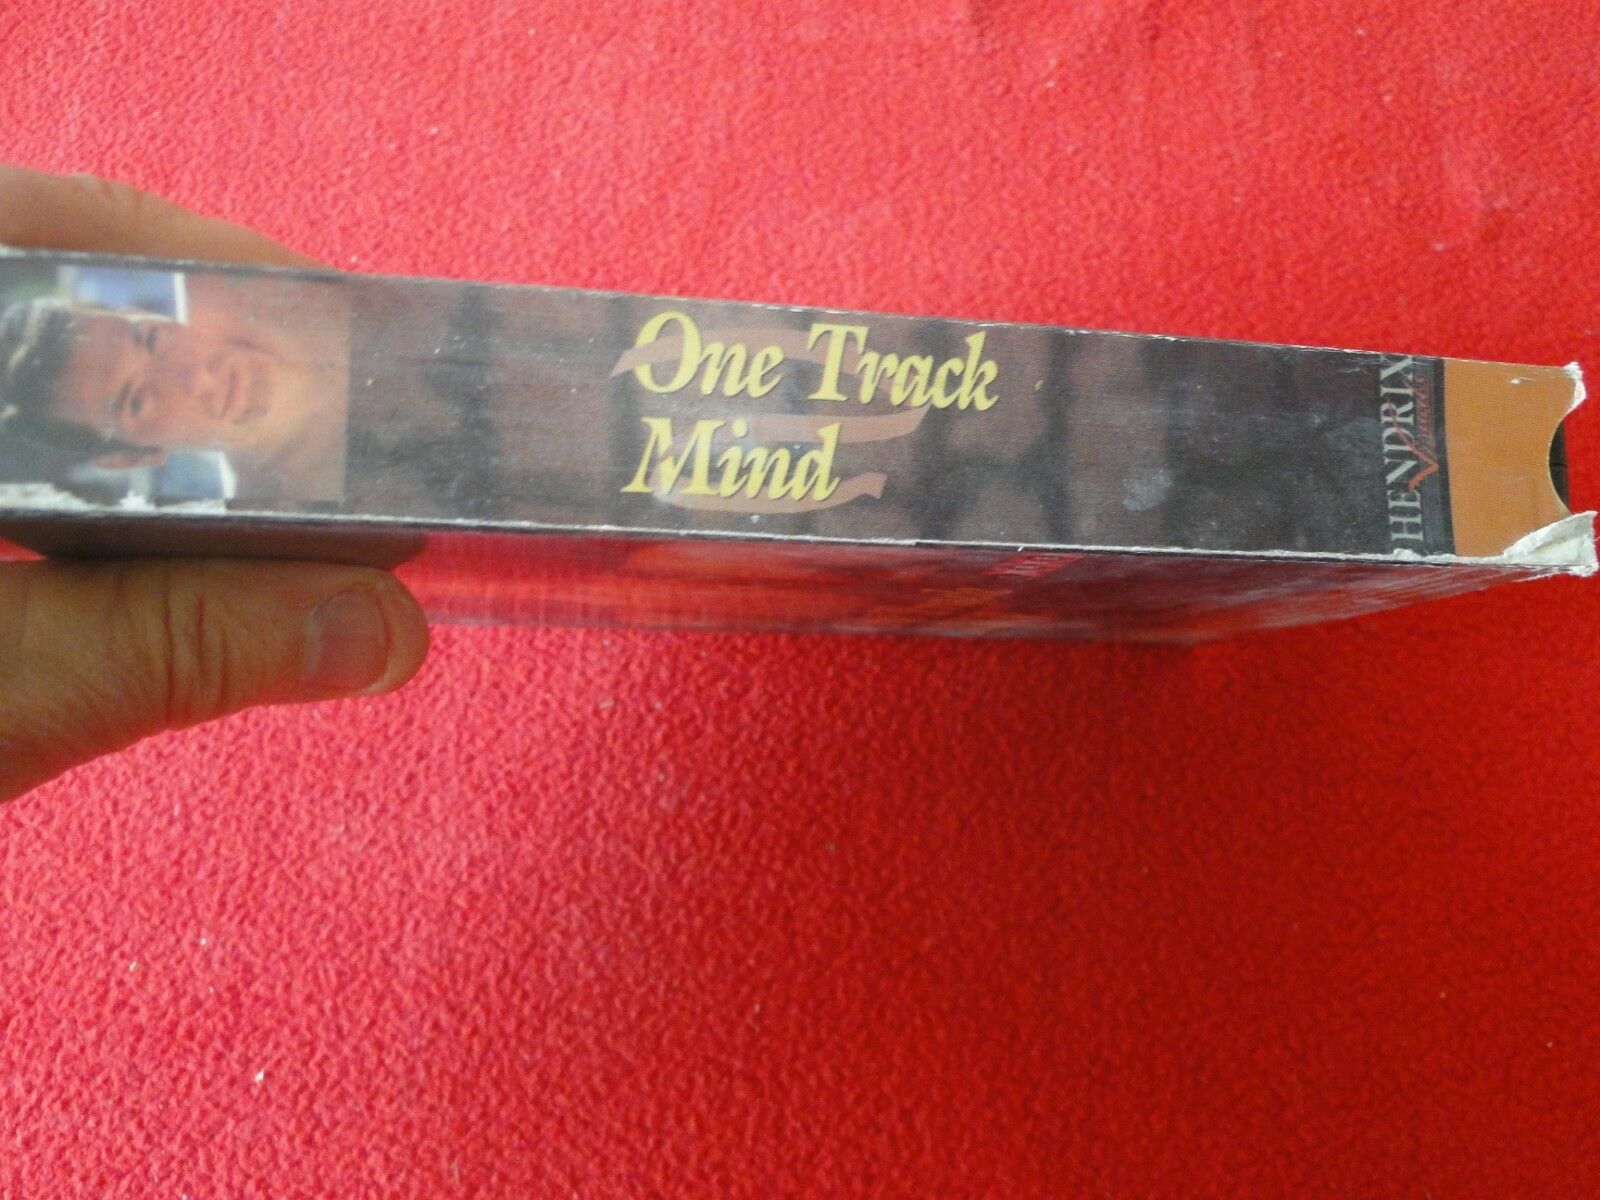 One Track
Mind
HENDRIX